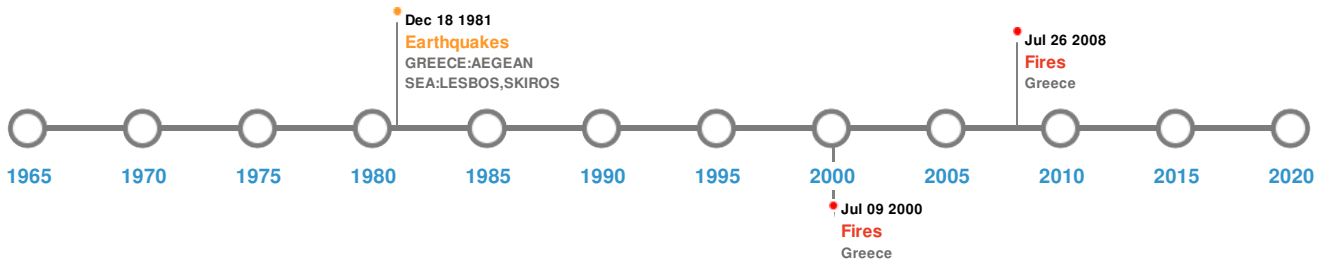 Dec 18 1981
Earthquakes
GREECE:AEGEAN
SEA:LESBOS,SKIROS
Jul 26 2008
Fires
Greece
1965 1970 1975 1980 1985 1990 1995 2000 2005 2010 2015 2020
Jul 09 2000
Fires
Greece